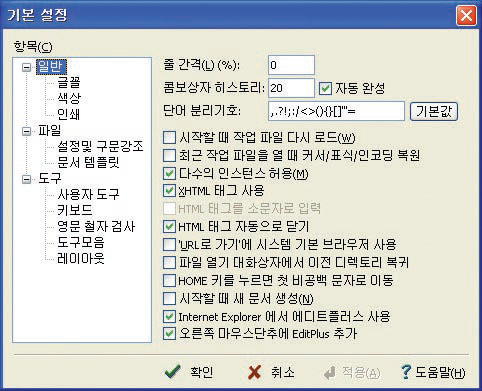 기본 설정
항목(C)
일반
글꼴
색상
인쇄
파일
설정및 구문강조
문서 템플릿
도구
사용자 도구
키보드
영문 철자 검사
도구모음
레이아웃
줄 간격(L) (%): 0
콤보상자 히스토리: 20 자동 완성
단어 분리기호: ,.?!;:/<>(){}[]"'= 기본값
시작할 때 작업 파일 다시 로드(W)
최근 작업 파일을 열 때 커서/표식/인코딩 복원
다수의 인스턴스 허용(M)
XHTML 태그 사용
HTML 태그를 소문자로 입력
HTML 태그 자동으로 닫기
'URL로 가기'에 시스템 기본 브라우저 사용
파일 열기 대화상자에서 이전 디렉토리 복귀
HOME 키를 누르면 첫 비공백 문자로 이동
시작할 때 새 문서 생성(N)
Internet Explorer 에서 에디트플러스 사용
오른쪽 마우스단추에 EditPlus 추가
확인 취소 적용(A) 도움말(H)